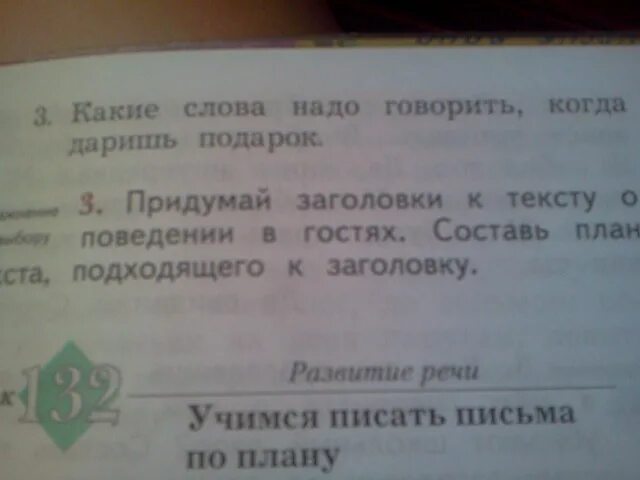 3. Какие слова надо говорить, когда
даришь подарок.
3. Придумай заголовки к тексту о
выбору поведении в гостях. Составь план
кста, подходящего к заголовку.
к 132 Развитие речи
Учимся писать письма
по плану